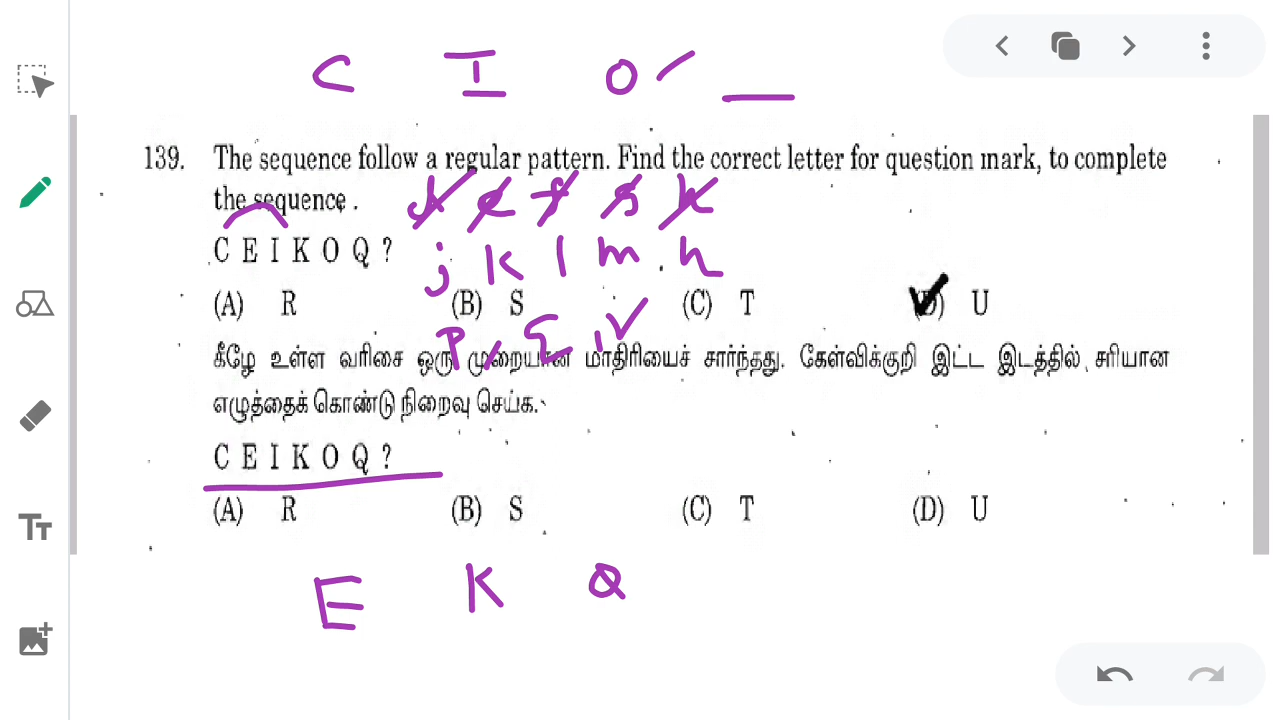 C I O
139. The sequence follow a regular pattern. Find the correct letter for question mark, to complete
the sequence .
C E I K O Q ?
j k l m n
(A) R (B) S (C) T (D) U
P
கீழே உள்ள வரிசை ஒரு முறையான மாதிரியைச் சார்ந்தது. கேள்விக்குறி இட்ட இடத்தில் சரியான
எழுத்தைக் கொண்டு நிறைவு செய்க.
C E I K O Q ?
(A) R (B) S (C) T (D) U
E K Q
TT